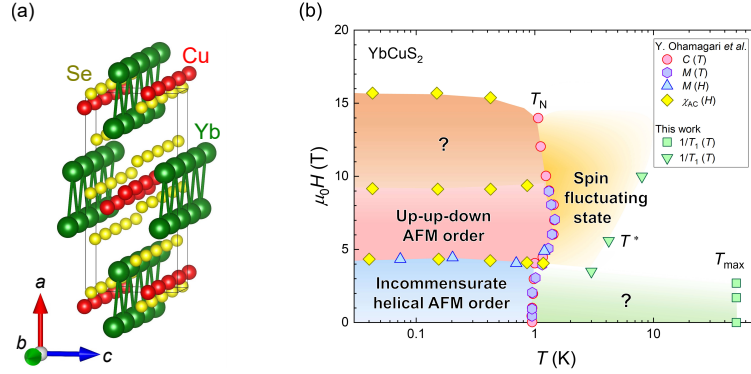 (a)
Se
Cu
Yb
a
b
c
(b)
YbCuS2
Y. Ohamagari et al.
C (T)
M (T)
M (H)
χAC (H)
This work
1/T1 (T)
1/T1 (T)
TN
?
Spin
fluctuating
state
Up-up-down
AFM order
T*
Tmax
Incommensurate
helical AFM order
?
μ0H (T)
20
15
10
5
0
0.1
1
10
T (K)